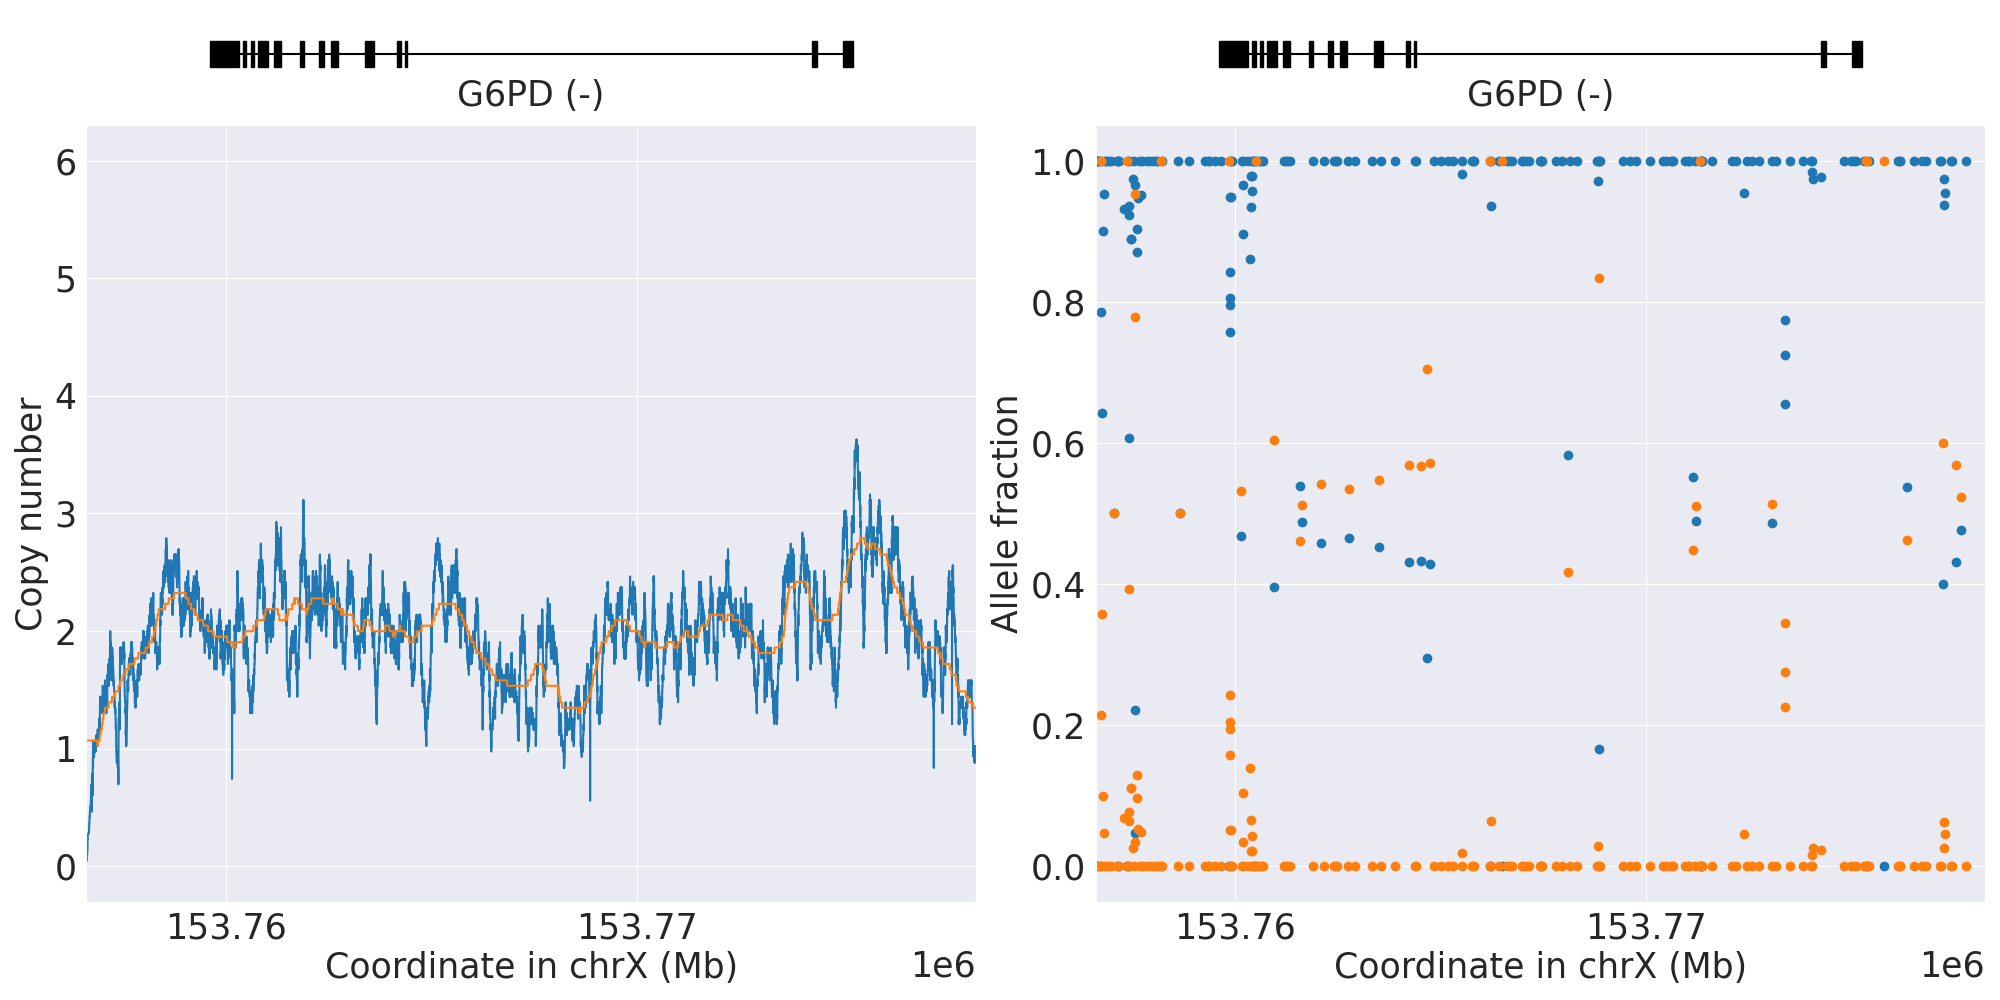 G6PD (-)
G6PD (-)
Copy number
6
5
4
3
2
1
0
153.76
153.77
Coordinate in chrX (Mb)
1e6
Allele fraction
1.0
0.8
0.6
0.4
0.2
0.0
153.76
153.77
Coordinate in chrX (Mb)
1e6